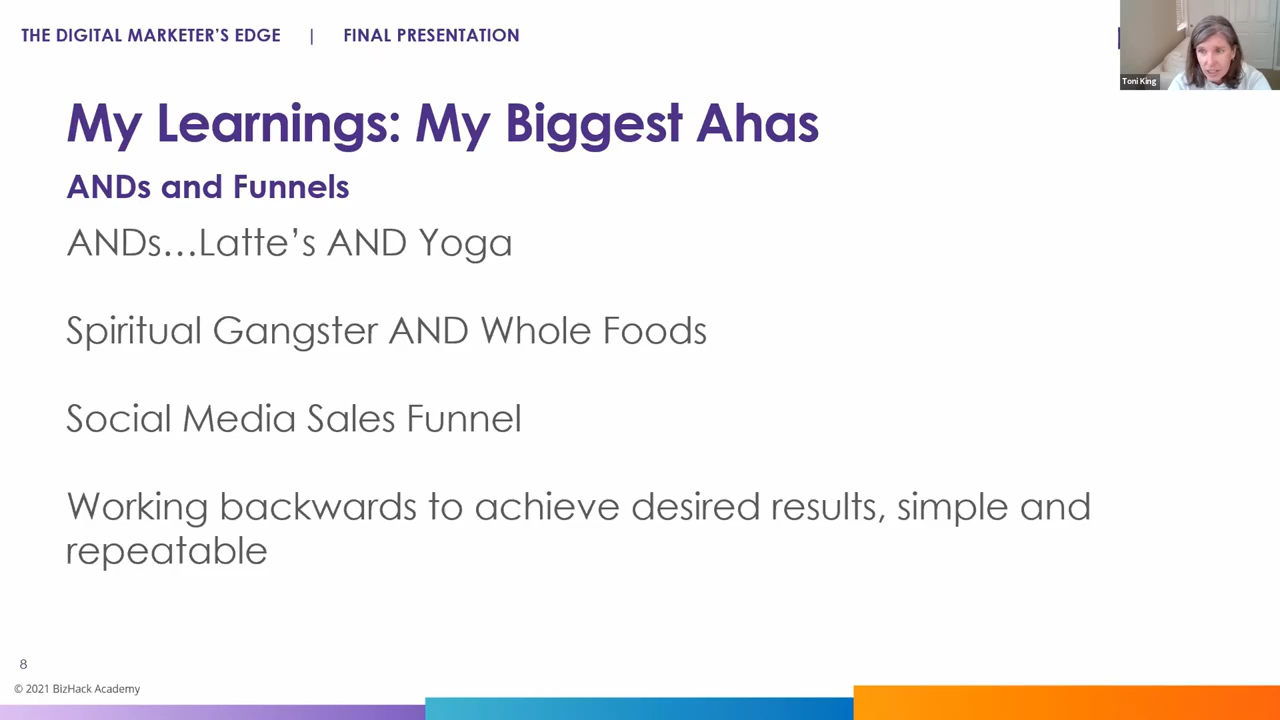 THE DIGITAL MARKETER'S EDGE | FINAL PRESENTATION
Toni King
My Learnings: My Biggest Ahas
ANDs and Funnels
ANDs…Latte's AND Yoga
Spiritual Gangster AND Whole Foods
Social Media Sales Funnel
Working backwards to achieve desired results, simple and
repeatable
8
© 2021 BizHack Academy